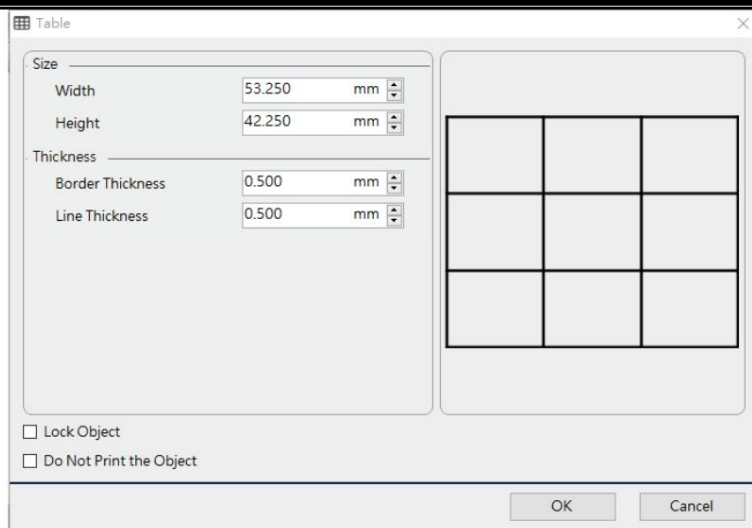 Table
Size
Width 53.250 mm
Height 42.250 mm
Thickness
Border Thickness 0.500 mm
Line Thickness 0.500 mm
Lock Object
Do Not Print the Object
OK Cancel